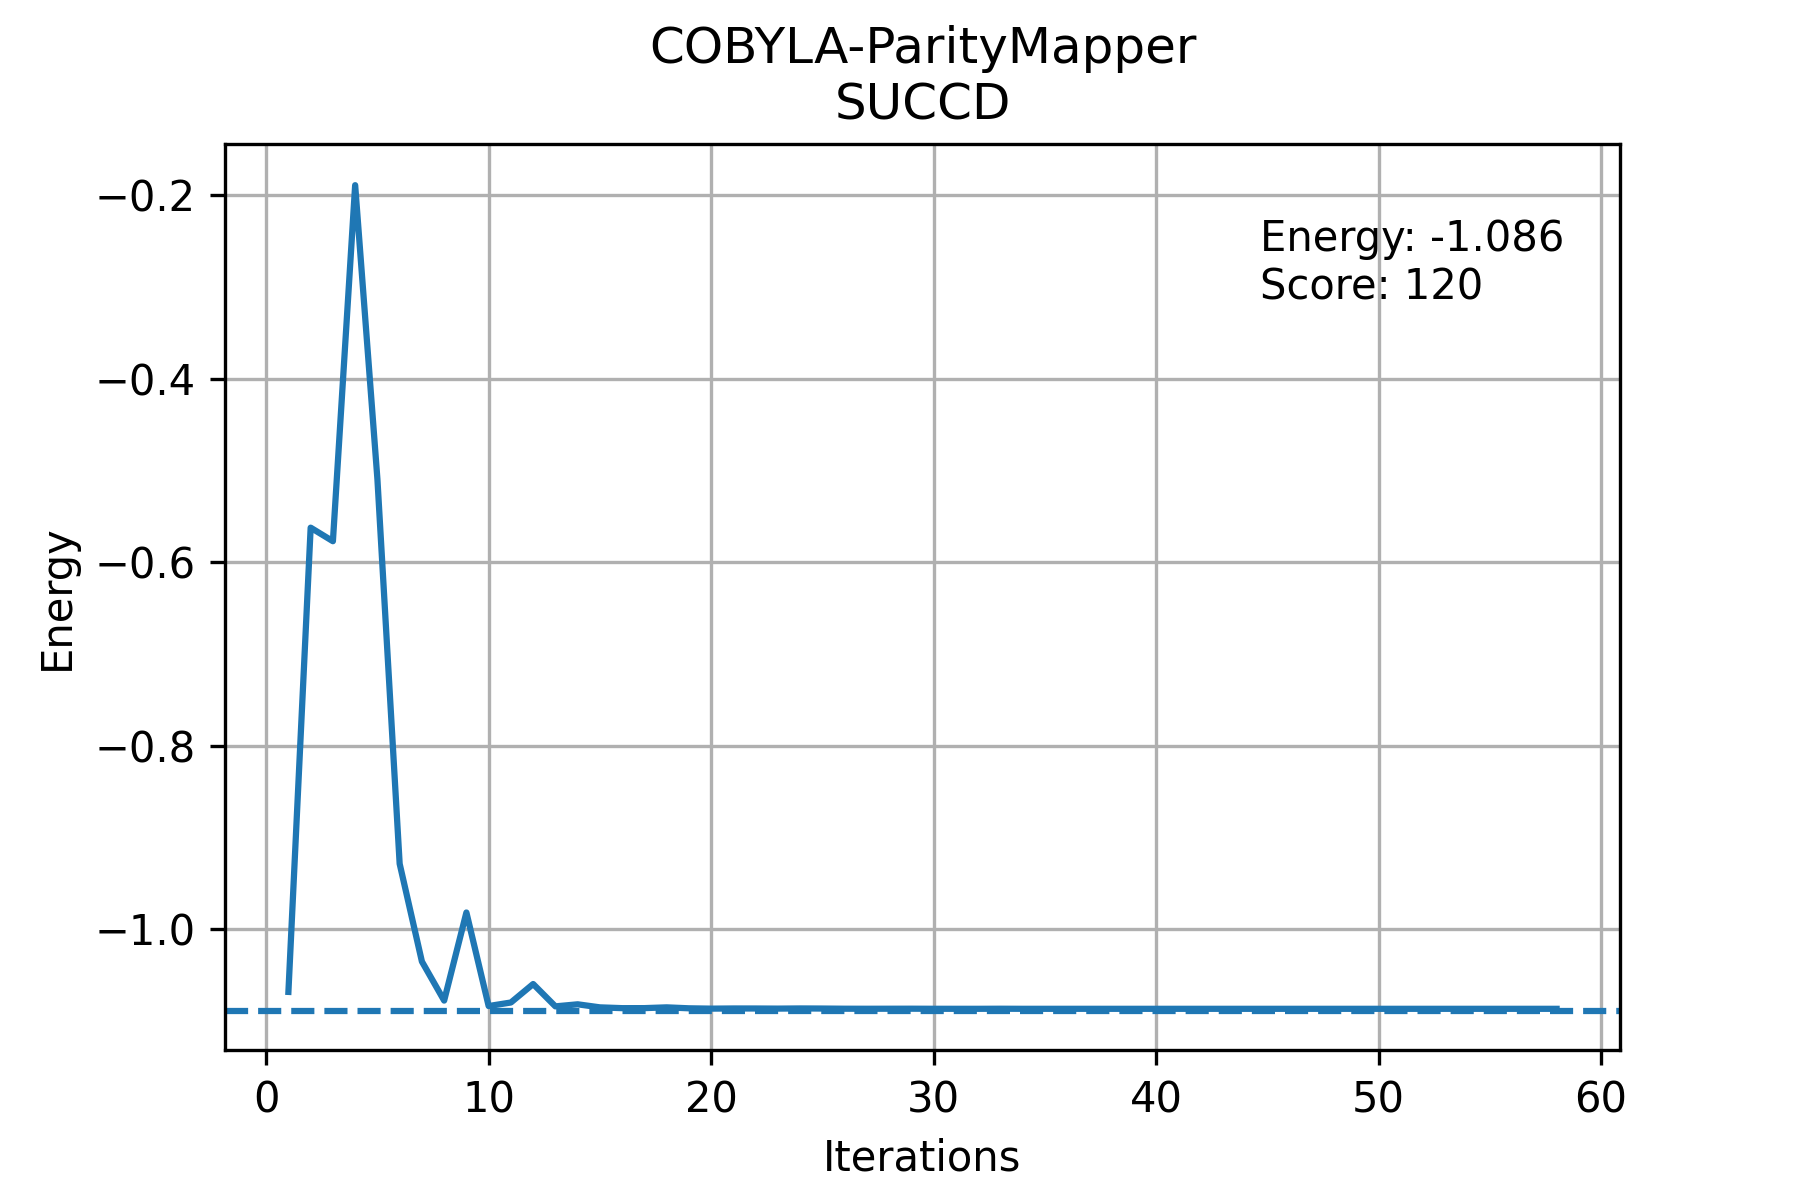 COBYLA-ParityMapper
SUCCD
−0.2
−0.4
−0.6
−0.8
−1.0
Energy
Energy: -1.086
Score: 120
0 10 20 30 40 50 60
Iterations